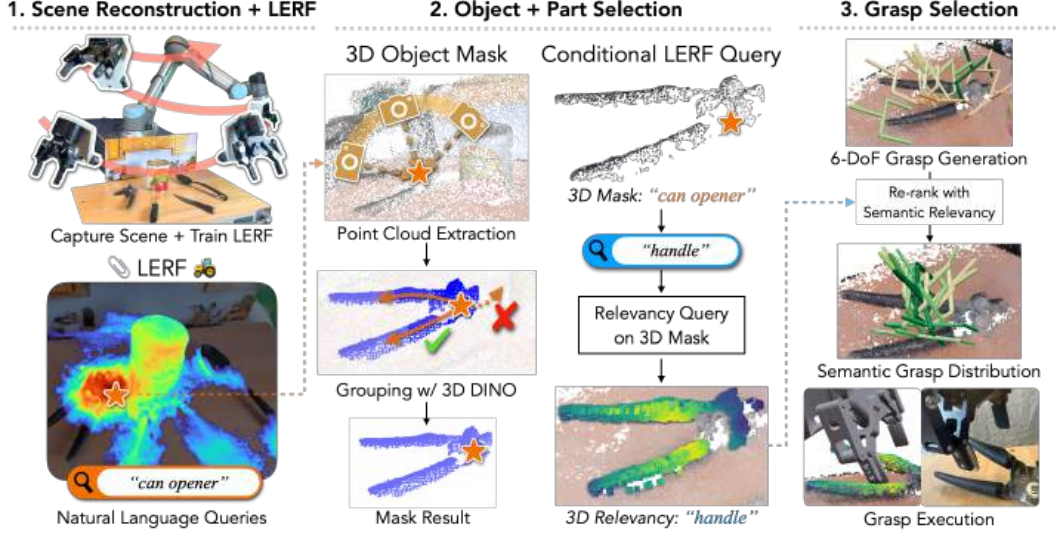 1. Scene Reconstruction + LERF
Capture Scene + Train LERF
LERF
"can opener"
Natural Language Queries
2. Object + Part Selection
3D Object Mask
Point Cloud Extraction
Grouping w/ 3D DINO
Mask Result
Conditional LERF Query
3D Mask: "can opener"
"handle"
Relevancy Query
on 3D Mask
3D Relevancy: "handle"
3. Grasp Selection
6-DoF Grasp Generation
Re-rank with
Semantic Relevancy
Semantic Grasp Distribution
Grasp Execution